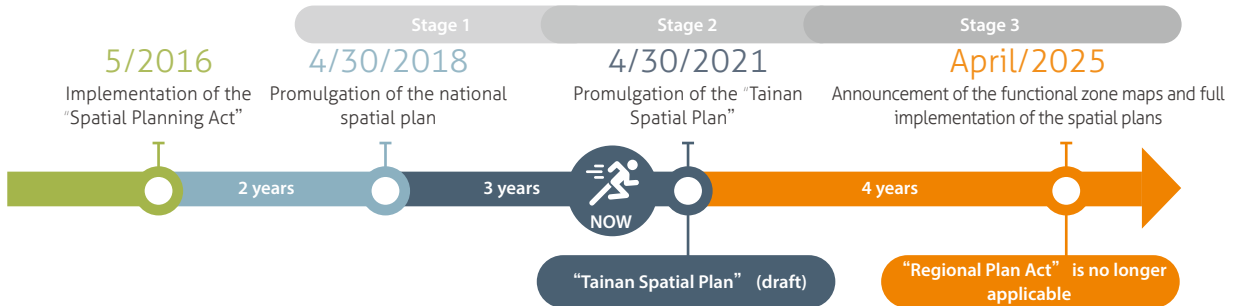 Stage 1
Stage 2
Stage 3
5/2016
Implementation of the
“Spatial Planning Act”
4/30/2018
Promulgation of the national
spatial plan
4/30/2021
Promulgation of the “Tainan
Spatial Plan”
April/2025
Announcement of the functional zone maps and full
implementation of the spatial plans
2 years
3 years
NOW
4 years
“Tainan Spatial Plan” (draft)
“Regional Plan Act” is no longer
applicable